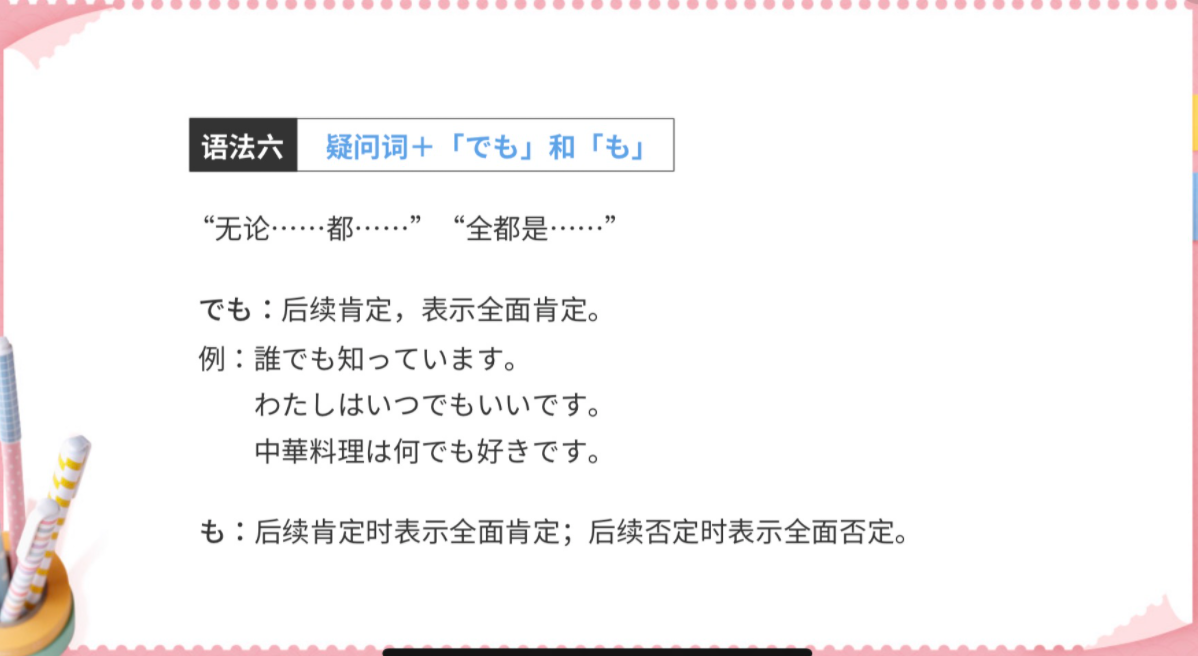 语法六 疑问词＋「でも」和「も」
“无论……都……” “全都是……”
でも：后续肯定，表示全面肯定。
例：誰でも知っています。
わたしはいつでもいいです。
中華料理は何でも好きです。
も：后续肯定时表示全面肯定；后续否定时表示全面否定。